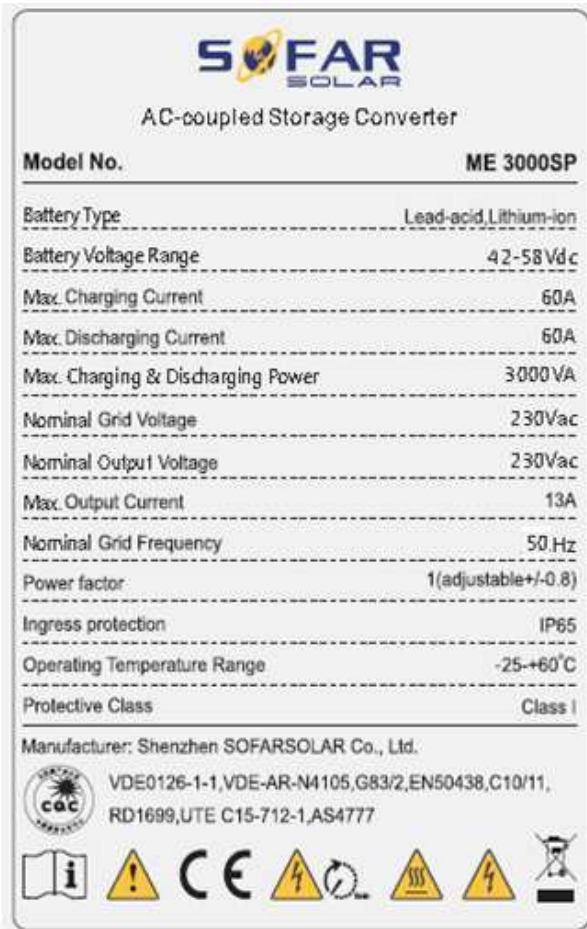 SOFAR
SOLAR
AC-coupled Storage Converter
Model No. ME 3000SP
Battery Type Lead-acid,Lithium-ion
Battery Voltage Range 42-58Vdc
Max. Charging Current 60A
Max. Discharging Current 60A
Max. Charging & Discharging Power 3000VA
Nominal Grid Voltage 230Vac
Nominal Output Voltage 230Vac
Max. Output Current 13A
Nominal Grid Frequency 50Hz
Power factor 1(adjustable+/-0.8)
Ingress protection IP65
Operating Temperature Range -25-+60°C
Protective Class Class I
Manufacturer: Shenzhen SOFARSOLAR Co., Ltd.
cqc
VDE0126-1-1,VDE-AR-N4105,G83/2,EN50438,C10/11,
RD1699,UTE C15-712-1,AS4777
i
CE